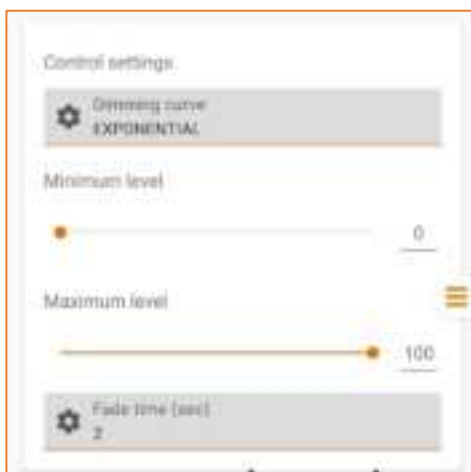 Control settings
Dimming curve
EXPONENTIAL
Minimum level
0
Maximum level
100
Fade time (sec)
2